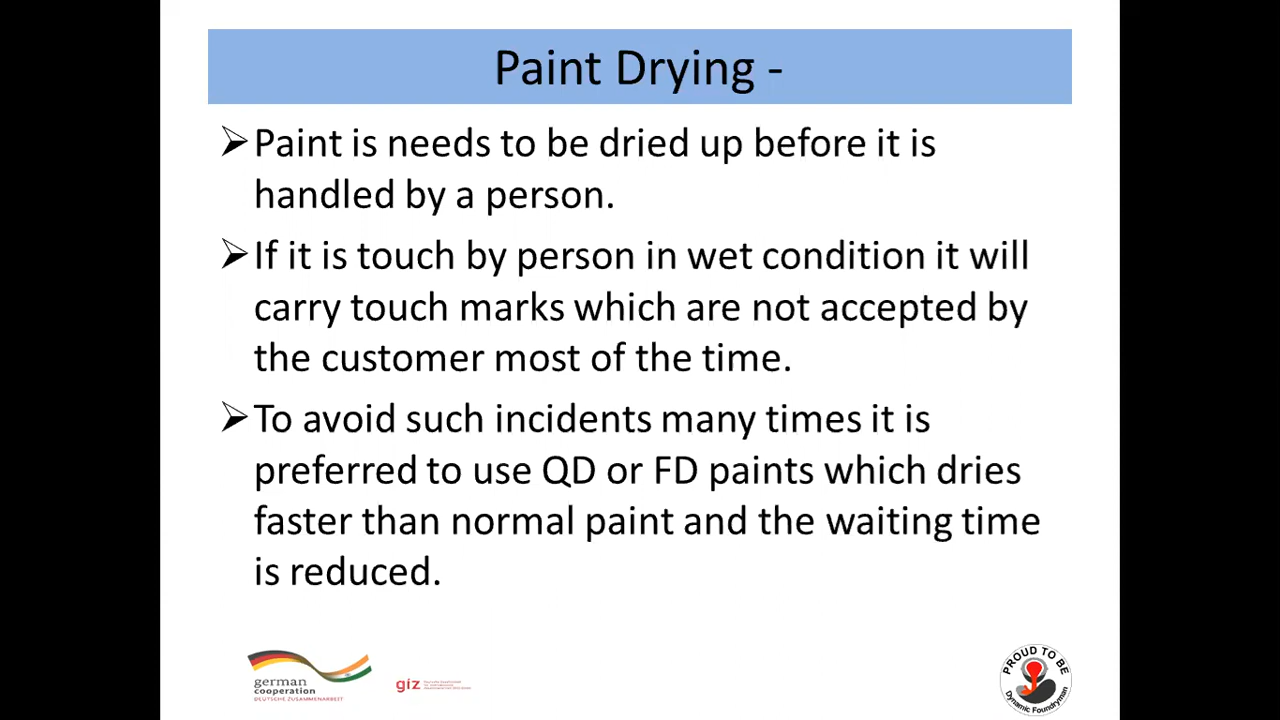 Paint Drying -
Paint is needs to be dried up before it is
handled by a person.
If it is touch by person in wet condition it will
carry touch marks which are not accepted by
the customer most of the time.
To avoid such incidents many times it is
preferred to use QD or FD paints which dries
faster than normal paint and the waiting time
is reduced.
german
cooperation
DEUTSCHE ZUSAMMENARBEIT
giz
PROUD TO BE
Dynamic Foundryman